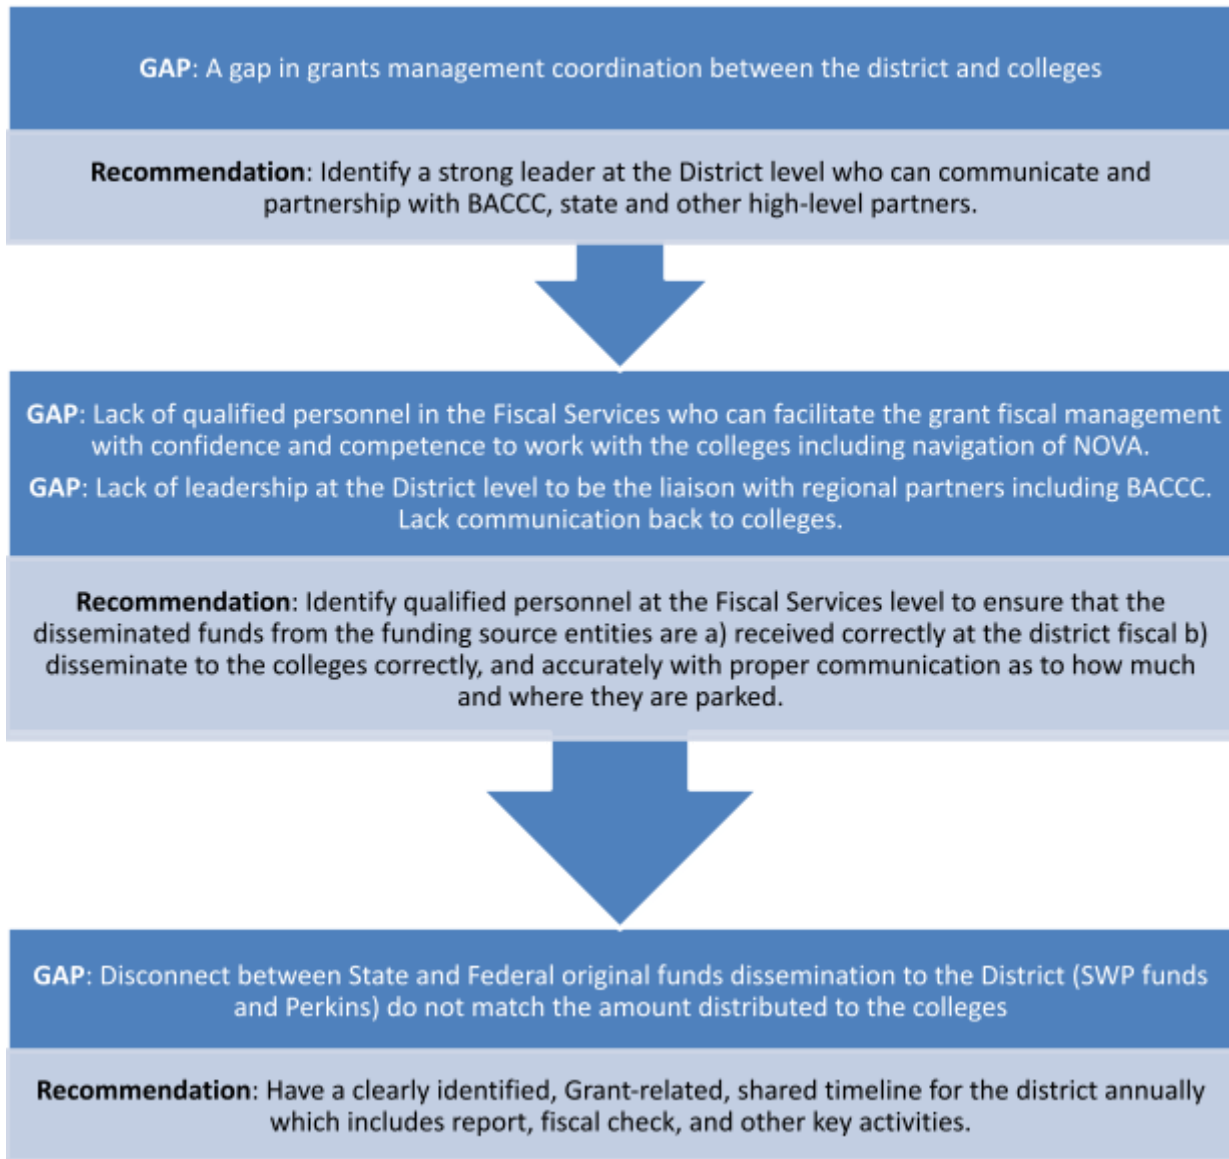 GAP: A gap in grants management coordination between the district and colleges
Recommendation: Identify a strong leader at the District level who can communicate and
partnership with BACCC, state and other high-level partners.
GAP: Lack of qualified personnel in the Fiscal Services who can facilitate the grant fiscal management
with confidence and competence to work with the colleges including navigation of NOVA.
GAP: Lack of leadership at the District level to be the liaison with regional partners including BACCC.
Lack communication back to colleges.
Recommendation: Identify qualified personnel at the Fiscal Services level to ensure that the
disseminated funds from the funding source entities are a) received correctly at the district fiscal b)
disseminate to the colleges correctly, and accurately with proper communication as to how much
and where they are parked.
GAP: Disconnect between State and Federal original funds dissemination to the District (SWP funds
and Perkins) do not match the amount distributed to the colleges
Recommendation: Have a clearly identified, Grant-related, shared timeline for the district annually
which includes report, fiscal check, and other key activities.